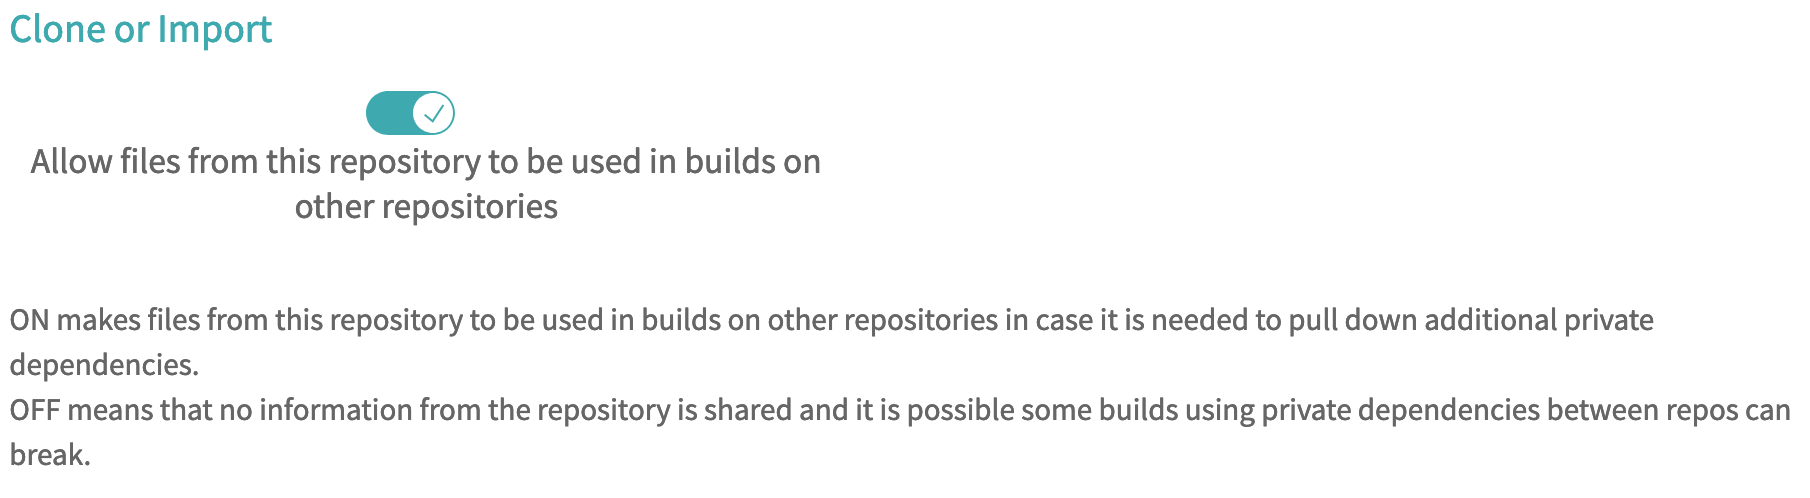 Clone or Import
Allow files from this repository to be used in builds on
other repositories
ON makes files from this repository to be used in builds on other repositories in case it is needed to pull down additional private
dependencies.
OFF means that no information from the repository is shared and it is possible some builds using private dependencies between repos can
break.